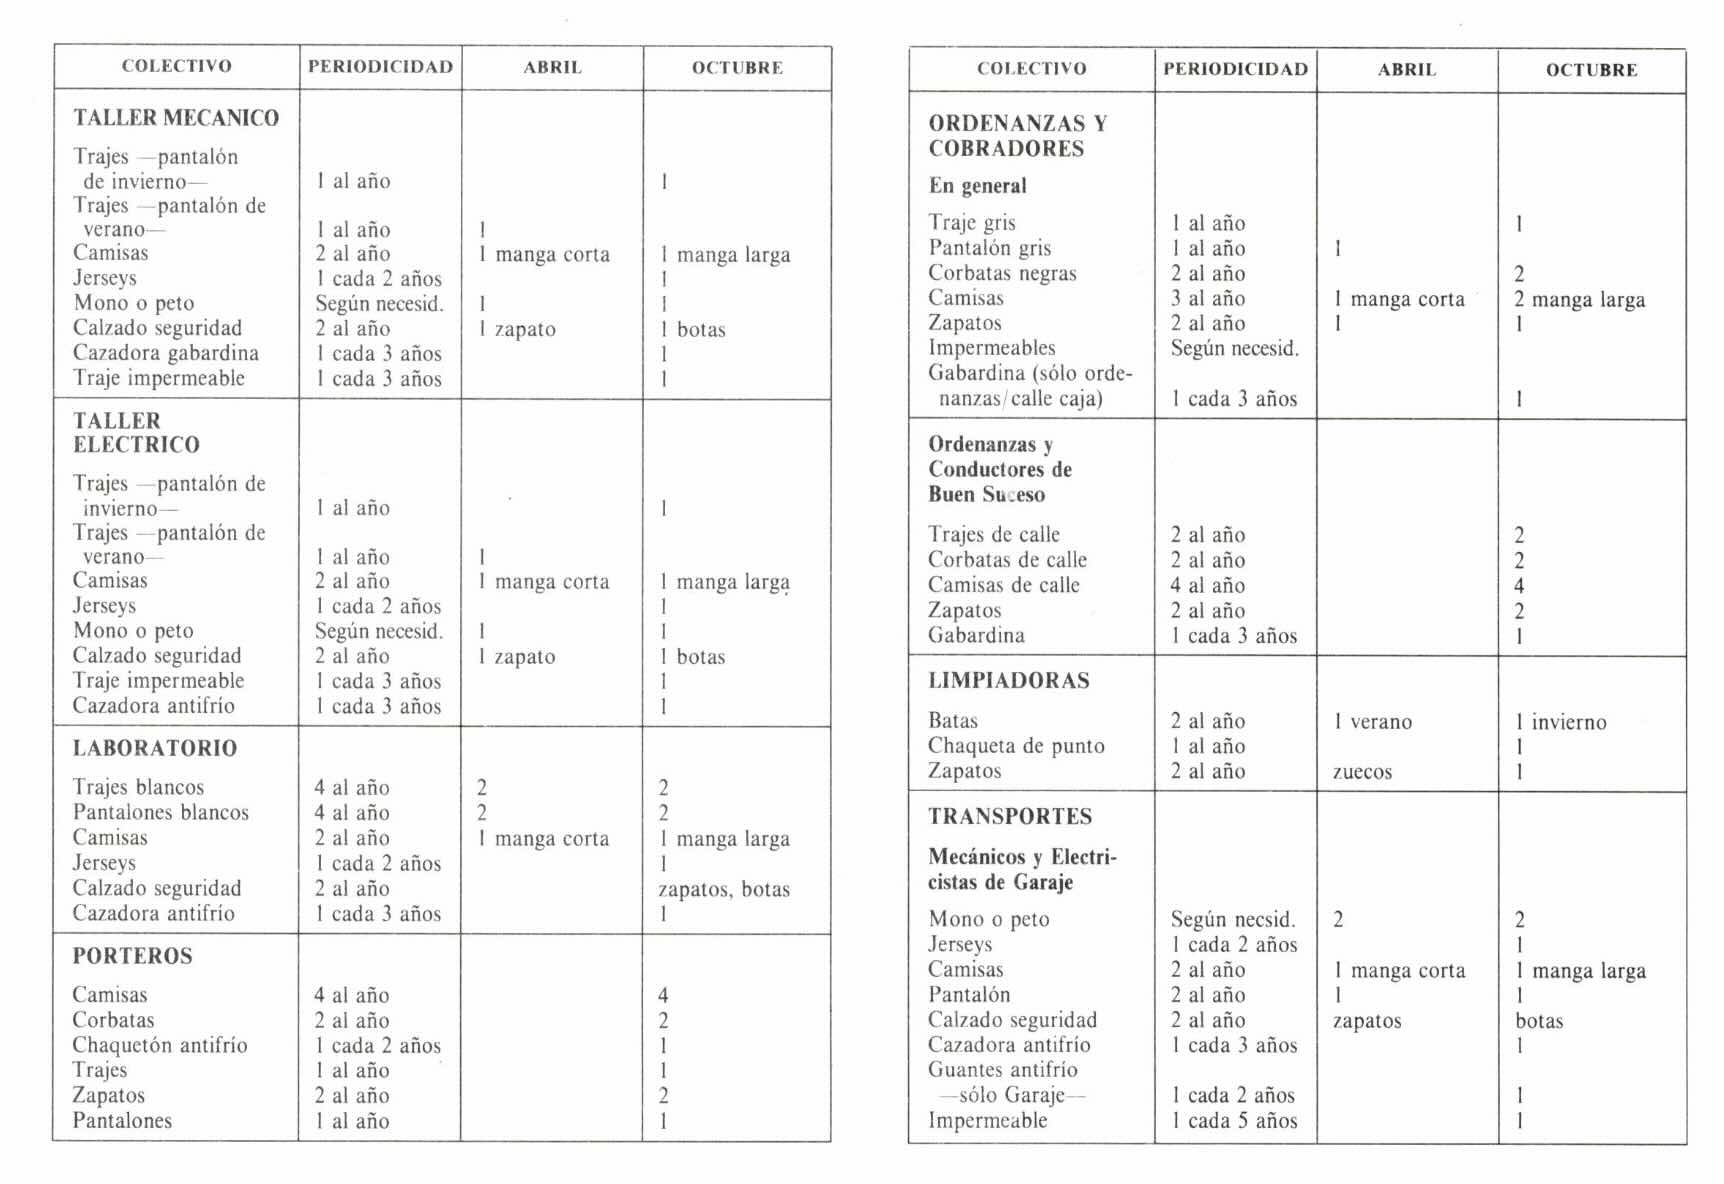 COLECTIVO PERIODICIDAD ABRIL OCTUBRE
TALLER MECANICO
Trajes —pantalón
de invierno— 1 al año 1
Trajes —pantalón de
verano— 1 al año 1
Camisas 2 al año 1 manga corta 1 manga larga
Jerseys 1 cada 2 años 1
Mono o peto Según necesid. 1 1
Calzado seguridad 2 al año 1 zapato 1 botas
Cazadora gabardina 1 cada 3 años 1
Traje impermeable 1 cada 3 años 1
TALLER
ELECTRICO
Trajes —pantalón de
invierno— 1 al año 1
Trajes —pantalón de
verano— 1 al año 1
Camisas 2 al año 1 manga corta 1 manga larga
Jerseys 1 cada 2 años 1
Mono o peto Según necesid. 1 1
Calzado seguridad 2 al año 1 zapato 1 botas
Traje impermeable 1 cada 3 años 1
Cazadora antifrío 1 cada 3 años 1
LABORATORIO
Trajes blancos 4 al año 2 2
Pantalones blancos 4 al año 2 2
Camisas 2 al año 1 manga corta 1 manga larga
Jerseys 1 cada 2 años 1
Calzado seguridad 2 al año zapatos, botas
Cazadora antifrío 1 cada 3 años 1
PORTEROS
Camisas 4 al año 4
Corbatas 2 al año 2
Chaquetón antifrío 1 cada 2 años 1
Trajes 1 al año 1
Zapatos 2 al año 2
Pantalones 1 al año 1
COLECTIVO PERIODICIDAD ABRIL OCTUBRE
ORDENANZAS Y
COBRADORES
En general
Traje gris 1 al año 1
Pantalón gris 1 al año 1
Corbatas negras 2 al año 2
Camisas 3 al año 1 manga corta 2 manga larga
Zapatos 2 al año 1 1
Impermeables Según necesid.
Gabardina (sólo orde-
nanzas/calle caja) 1 cada 3 años 1
Ordenanzas y
Conductores de
Buen Suceso
Trajes de calle 2 al año 2
Corbatas de calle 2 al año 2
Camisas de calle 4 al año 4
Zapatos 2 al año 2
Gabardina 1 cada 3 años 1
LIMPIADORAS
Batas 2 al año 1 verano 1 invierno
Chaqueta de punto 1 al año 1
Zapatos 2 al año zuecos 1
TRANSPORTES
Mecánicos y Electri-
cistas de Garaje
Mono o peto Según necsid. 2 2
Jerseys 1 cada 2 años 1
Camisas 2 al año 1 manga corta 1 manga larga
Pantalón 2 al año 1 1
Calzado seguridad 2 al año zapatos botas
Cazadora antifrío 1 cada 3 años 1
Guantes antifrío
—sólo Garaje— 1 cada 2 años 1
Impermeable 1 cada 5 años 1